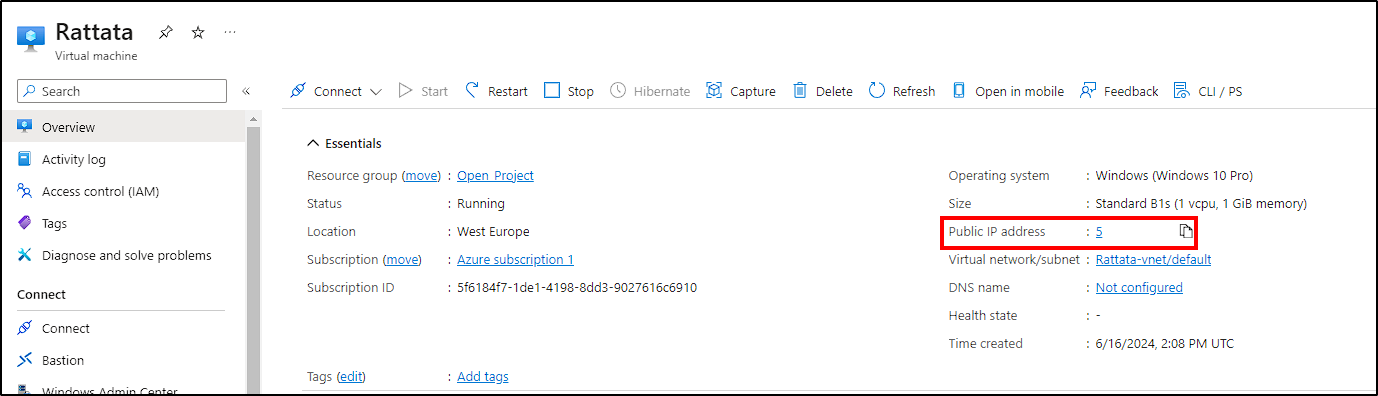 Rattata
Virtual machine
Search
Connect Start Restart Stop Hibernate Capture Delete Refresh Open in mobile Feedback CLI / PS
Overview
Activity log
Access control (IAM)
Tags
Diagnose and solve problems
Connect
Connect
Bastion
Windows Admin Center
Essentials
Resource group (move) : Open_Project
Status : Running
Location : West Europe
Subscription (move) : Azure subscription 1
Subscription ID : 5f6184f7-1de1-4198-8dd3-9027616c6910
Operating system : Windows (Windows 10 Pro)
Size : Standard B1s (1 vcpu, 1 GiB memory)
Public IP address : 5
Virtual network/subnet : Rattata-vnet/default
DNS name : Not configured
Health state : -
Time created : 6/16/2024, 2:08 PM UTC
Tags (edit) : Add tags